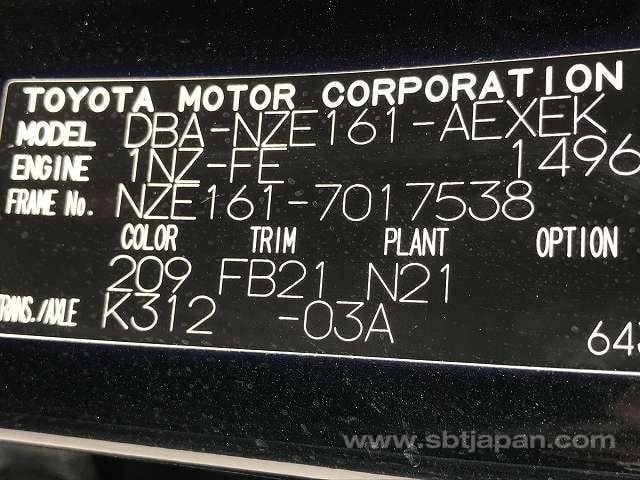 TOYOTA MOTOR CORPORATION
MODEL DBA-NZE161-AEXEK
ENGINE 1NZ-FE 1496
FRAME No. NZE161-7017538
COLOR TRIM PLANT OPTION
209 FB21 N21
TRANS./AXLE K312 -03A
643
www.sbtjapan.com